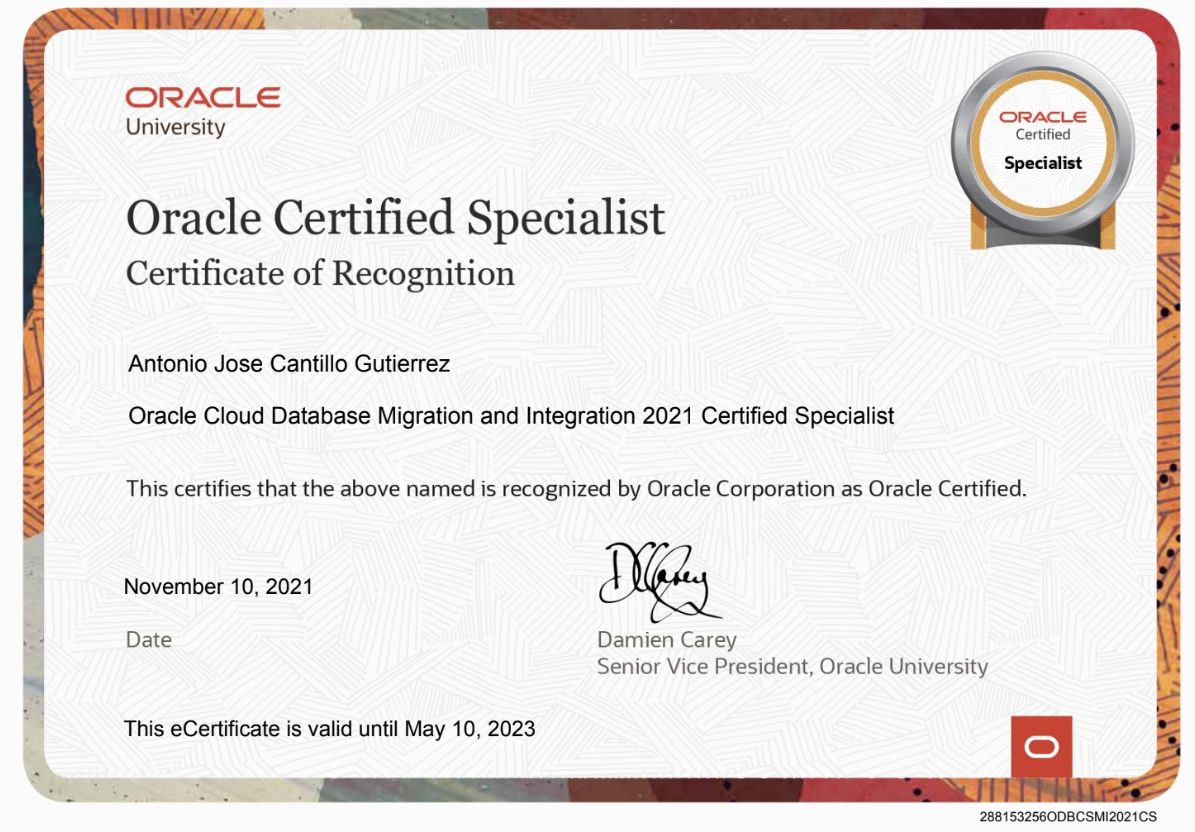 ORACLE
University
ORACLE
Certified
Specialist
Oracle Certified Specialist
Certificate of Recognition
Antonio Jose Cantillo Gutierrez
Oracle Cloud Database Migration and Integration 2021 Certified Specialist
This certifies that the above named is recognized by Oracle Corporation as Oracle Certified.
DCarey
November 10, 2021
Date
Damien Carey
Senior Vice President, Oracle University
This eCertificate is valid until May 10, 2023
288153256ODBCSMI2021CS